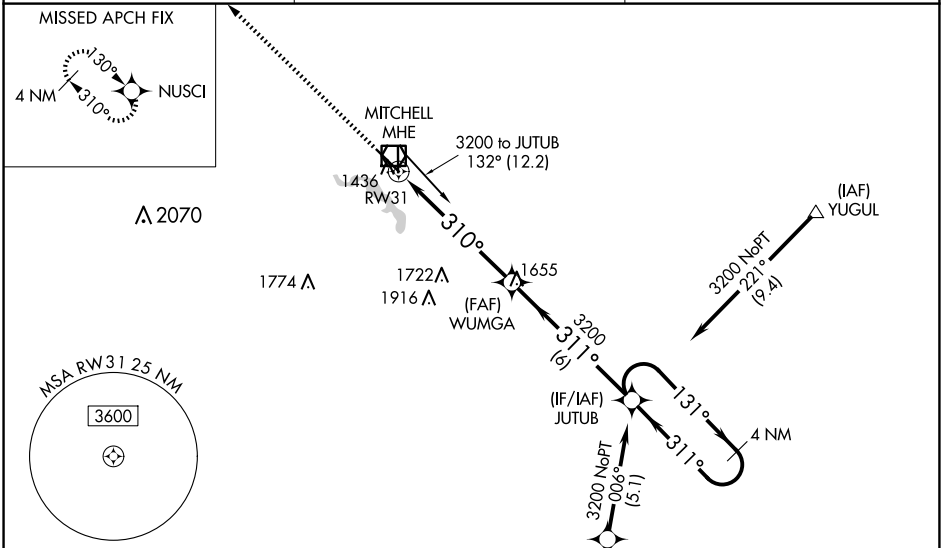 MISSED APCH FIX
130°
4 NM
310°
NUSCI
MITCHELL
MHE
3200 to JUTUB
132° (12.2)
1436
RW31
2070
310°
(IAF)
YUGUL
3200 NoPT
221°
(9.4)
1774
1722
1655
1916
(FAF)
WUMGA
3200
311°
(6)
MSA RW31 25 NM
3600
(IF/IAF)
JUTUB
131°
4 NM
311°
3200 NoPT
006°
(5.1)